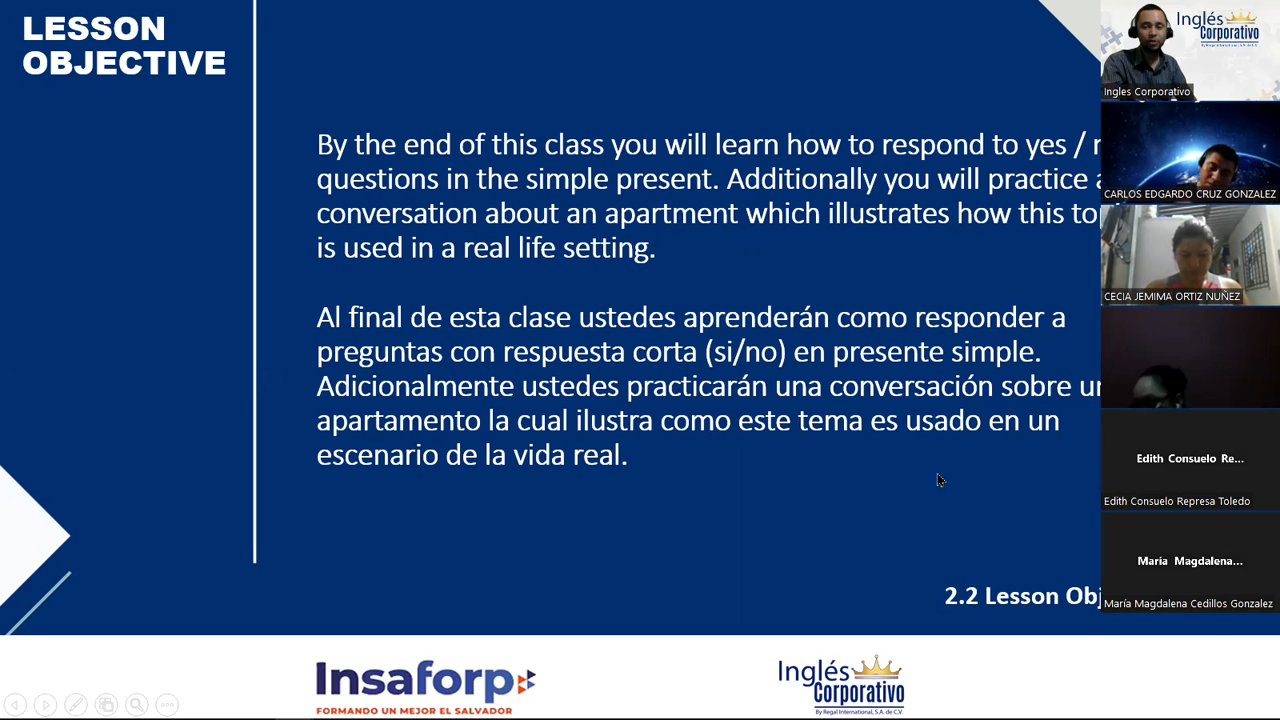 LESSON
OBJECTIVE
By the end of this class you will learn how to respond to yes /
questions in the simple present. Additionally you will practice
conversation about an apartment which illustrates how this
is used in a real life setting.
Al final de esta clase ustedes aprenderán como responder a
preguntas con respuesta corta (si/no) en presente simple.
Adicionalmente ustedes practicarán una conversación sobre
apartamento la cual ilustra como este tema es usado en un
escenario de la vida real.
2.2 Lesson
Insaforp
FORMANDO UN MEJOR EL SALVADOR
Inglés
Corporativo
By Regal International, S.A. de C.V.
Inglés
Corporativo
Ingles Corporativo
CARLOS EDGARDO CRUZ GONZALEZ
CECIA JEMIMA ORTIZ NUÑEZ
Edith Consuelo Re...
Edith Consuelo Represa Toledo
María Magdalena...
María Magdalena Cedillos Gonzalez